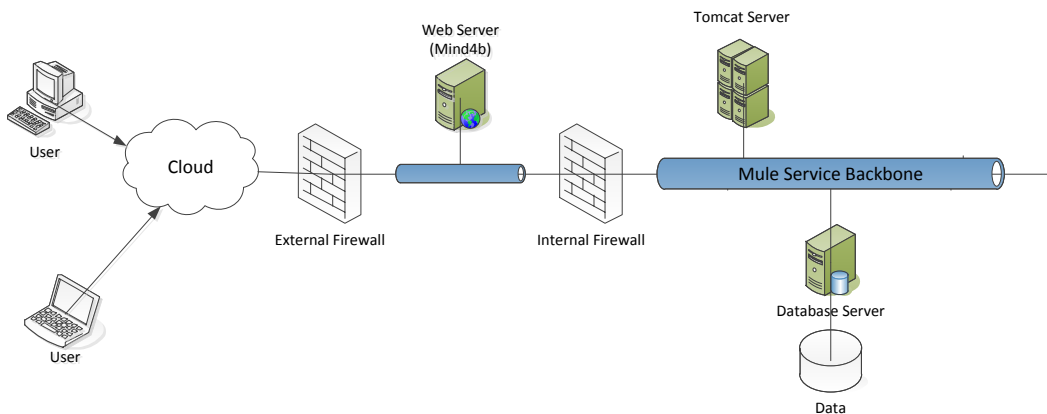 Web Server
(Mind4b)
Tomcat Server
User
Cloud
Mule Service Backbone
External Firewall
Internal Firewall
Database Server
User
Data